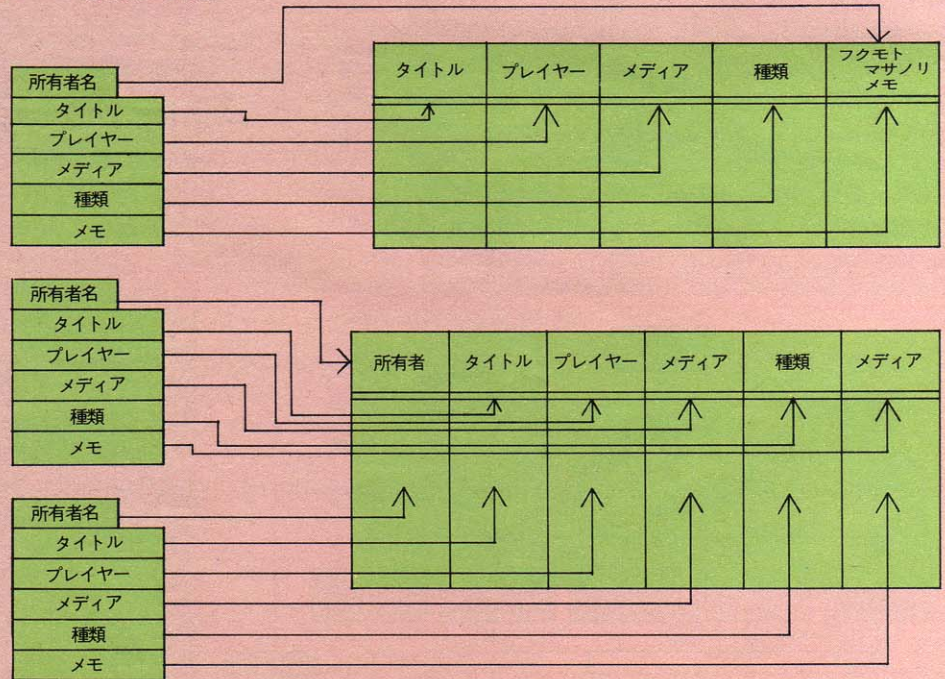 所有者名
タイトル
プレイヤー
メディア
種類
メモ
タイトル
プレイヤー
メディア
種類
フクモト
マサノリ
メモ
所有者名
タイトル
プレイヤー
メディア
種類
メモ
所有者
タイトル
プレイヤー
メディア
種類
メディア
所有者名
タイトル
プレイヤー
メディア
種類
メモ